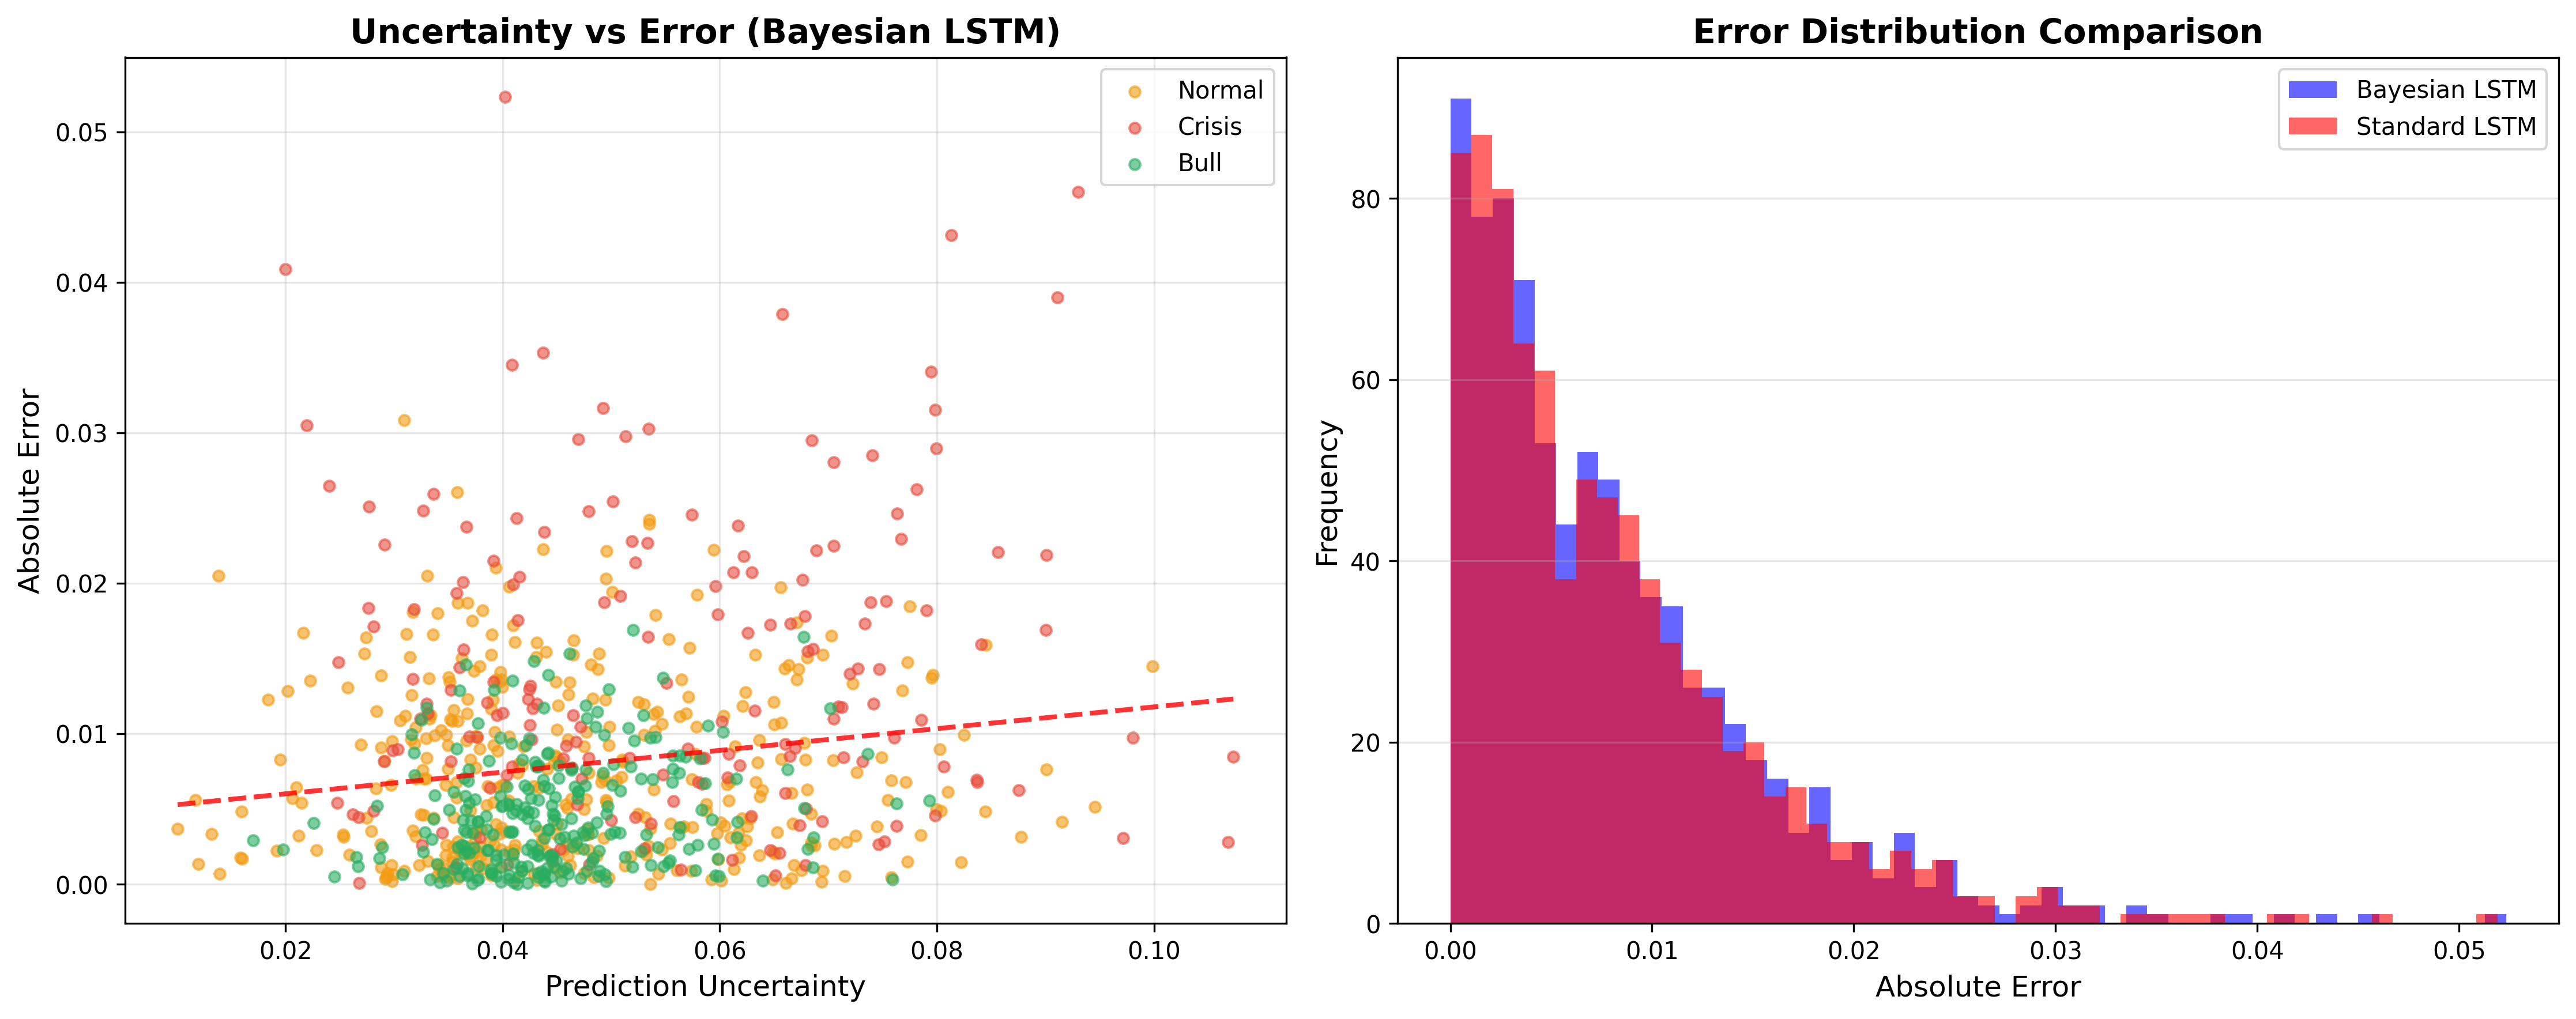 Uncertainty vs Error (Bayesian LSTM)
Normal
Crisis
Bull
Absolute Error
0.05
0.04
0.03
0.02
0.01
0.00
0.02
0.04
0.06
0.08
0.10
Prediction Uncertainty
Error Distribution Comparison
Bayesian LSTM
Standard LSTM
Frequency
80
60
40
20
0
0.00
0.01
0.02
0.03
0.04
0.05
Absolute Error